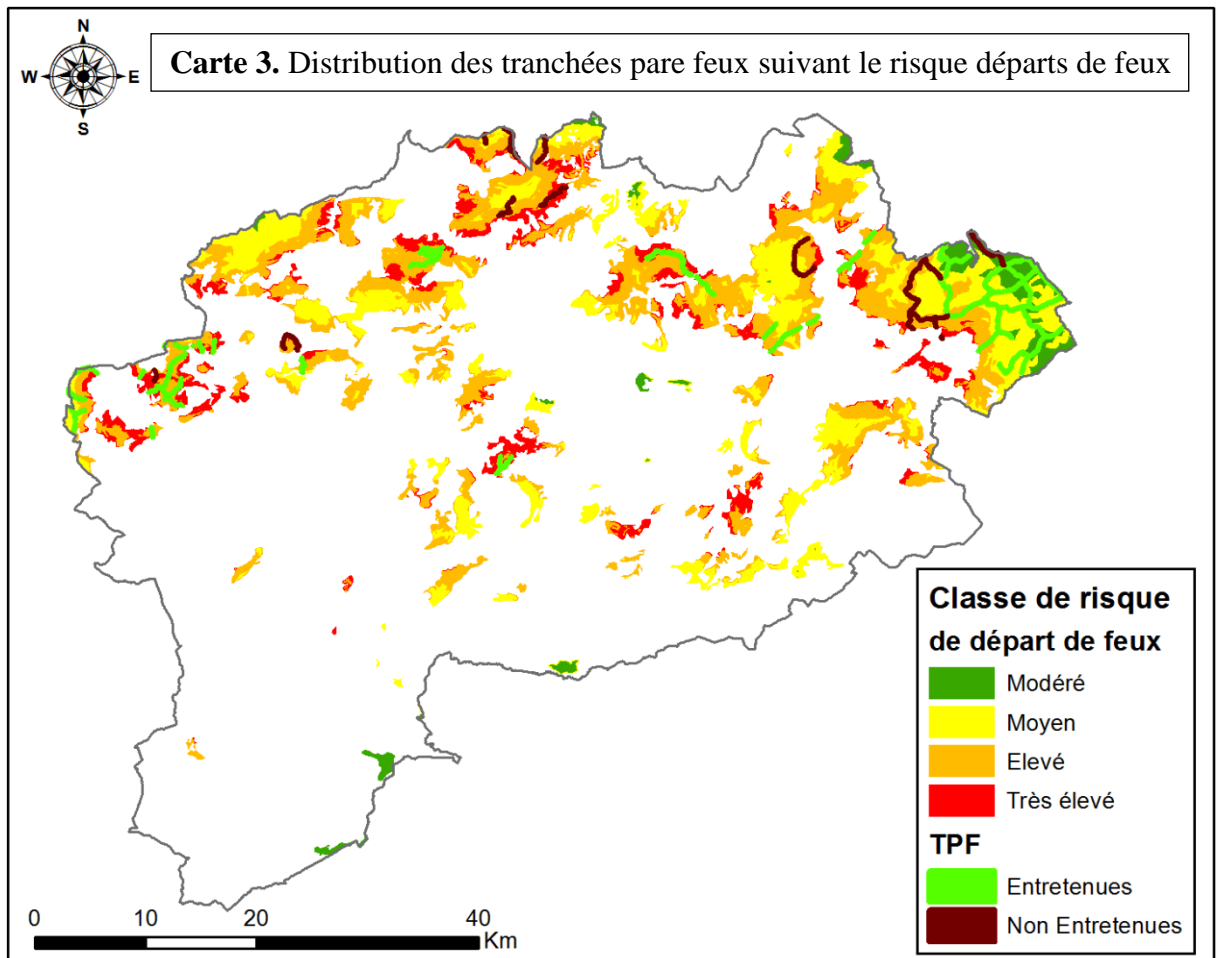 N
W E
S
Carte 3. Distribution des tranchées pare feux suivant le risque départs de feux
Classe de risque
de départ de feux
Modéré
Moyen
Elevé
Très élevé
TPF
Entretenues
Non Entretenues
0 10 20 40
Km